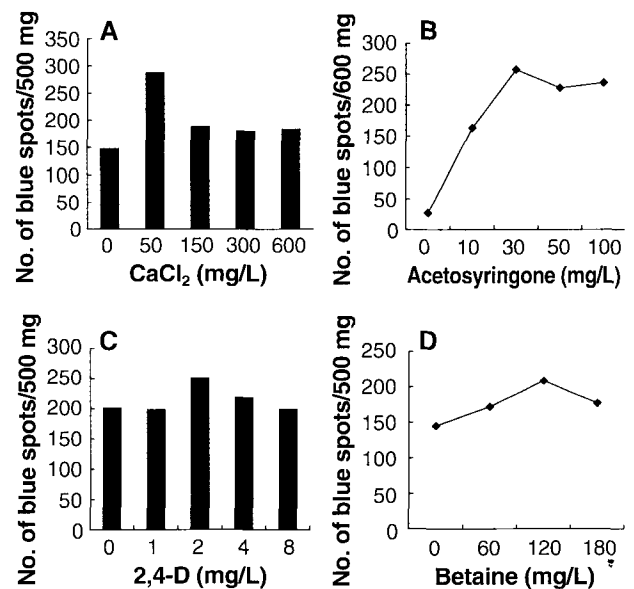 A
No. of blue spots/500 mg
350
300
250
200
150
100
50
0
0 50 150 300 600
CaCl₂ (mg/L)
B
No. of blue spots/600 mg
300
250
200
150
100
50
0
0 10 30 50 100
Acetosyringone (mg/L)
C
No. of blue spots/500 mg
300
250
200
150
100
50
0
0 1 2 4 8
2,4-D (mg/L)
D
No. of blue spots/500 mg
250
200
150
100
50
0
0 60 120 180
Betaine (mg/L)